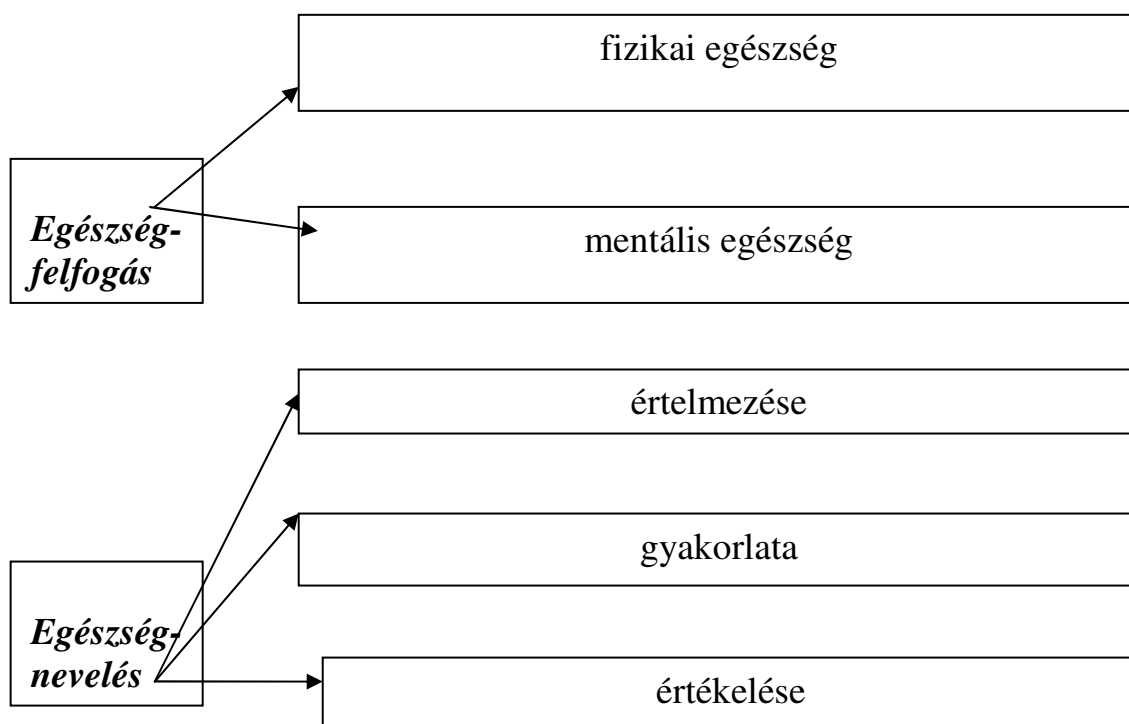 fizikai egészség
Egészség-
felfogás
mentális egészség
értelmezése
gyakorlata
Egészség-
nevelés
értékelése